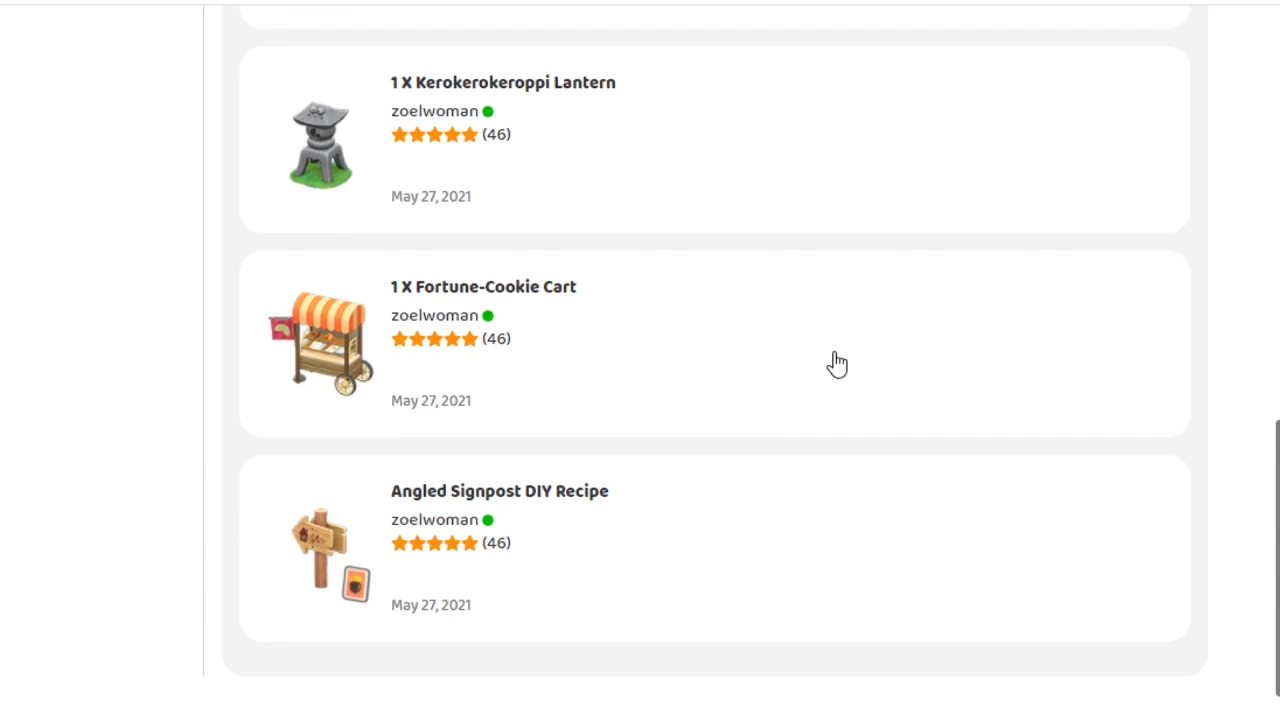 1 X Kerokerokeroppi Lantern
zoelwoman
(46)
May 27, 2021
1 X Fortune-Cookie Cart
zoelwoman
(46)
May 27, 2021
Angled Signpost DIY Recipe
zoelwoman
(46)
May 27, 2021